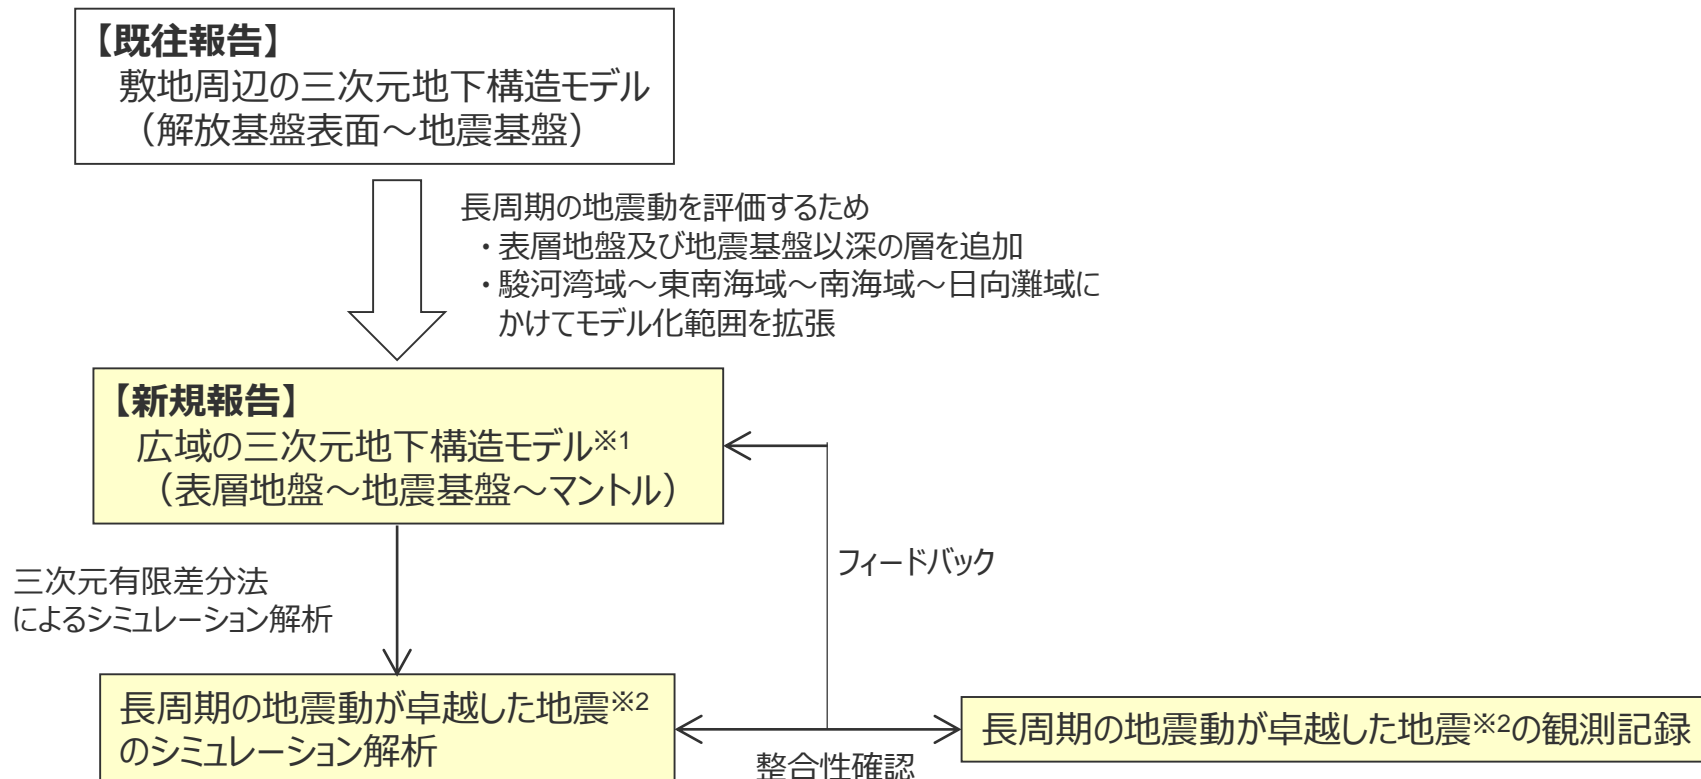 【既往報告】
敷地周辺の三次元地下構造モデル
（解放基盤表面～地震基盤）
長周期の地震動を評価するため
・表層地盤及び地震基盤以深の層を追加
・駿河湾域～東南海域～南海域～日向灘域に
かけてモデル化範囲を拡張
【新規報告】
広域の三次元地下構造モデル※1
（表層地盤～地震基盤～マントル）
フィードバック
三次元有限差分法
によるシミュレーション解析
長周期の地震動が卓越した地震※2
のシミュレーション解析
整合性確認
長周期の地震動が卓越した地震※2の観測記録